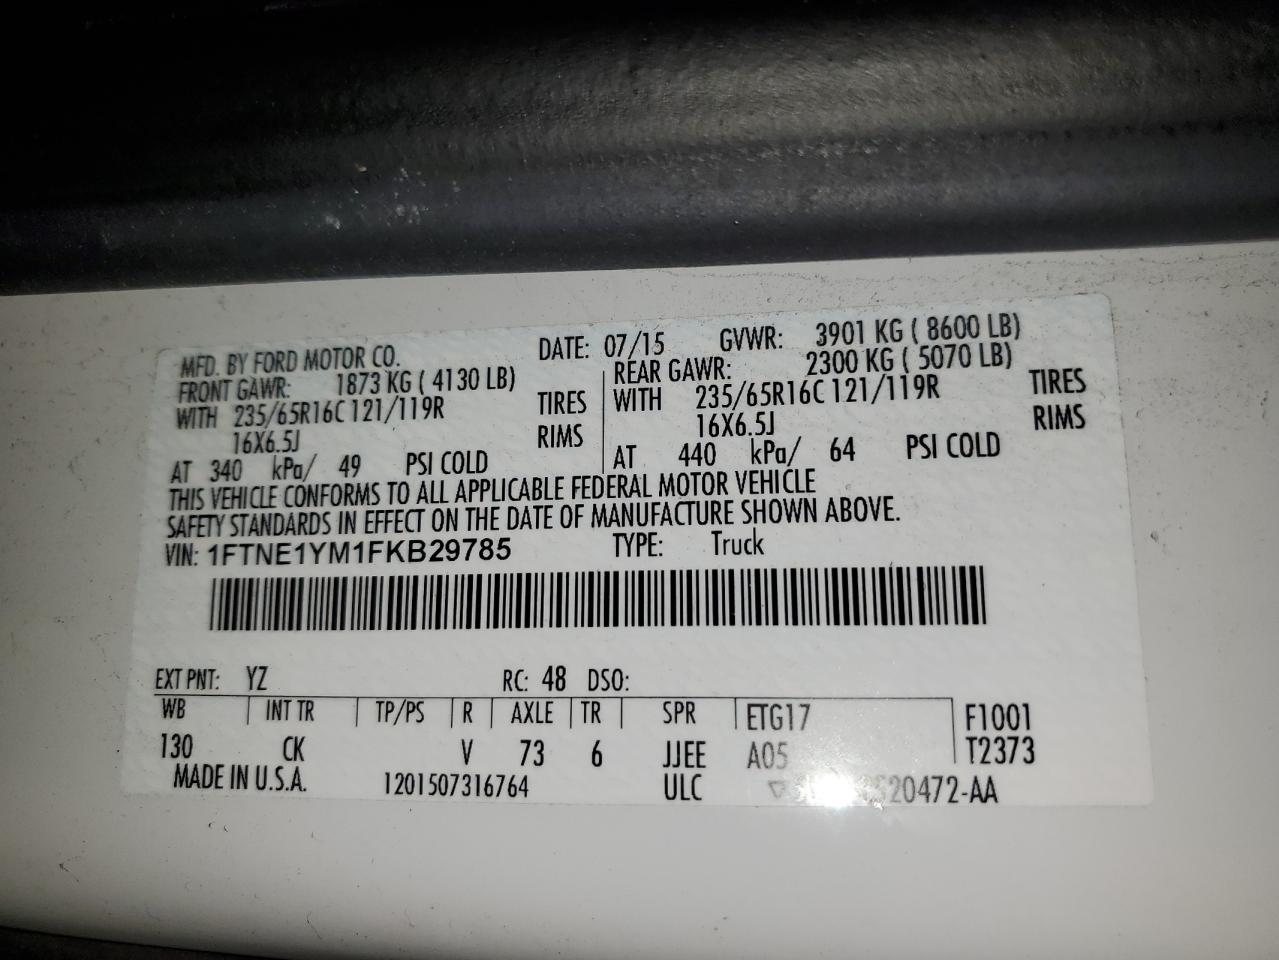 MFD. BY FORD MOTOR CO. DATE: 07/15 GVWR: 3901 KG ( 8600 LB)
FRONT GAWR: 1873 KG ( 4130 LB) REAR GAWR: 2300 KG ( 5070 LB)
WITH 235/65R16C 121/119R TIRES WITH 235/65R16C 121/119R TIRES
16X6.5J RIMS 16X6.5J RIMS
AT 340 kPa/ 49 PSI COLD AT 440 kPa/ 64 PSI COLD
THIS VEHICLE CONFORMS TO ALL APPLICABLE FEDERAL MOTOR VEHICLE
SAFETY STANDARDS IN EFFECT ON THE DATE OF MANUFACTURE SHOWN ABOVE.
VIN: 1FTNE1YM1FKB29785 TYPE: Truck
EXT PNT: YZ RC: 48 DSO:
WB INT TR TP/PS R AXLE TR SPR ETG17 F1001
130 CK V 73 6 JJEE A05 T2373
MADE IN U.S.A. 1201507316764 ULC 520472-AA